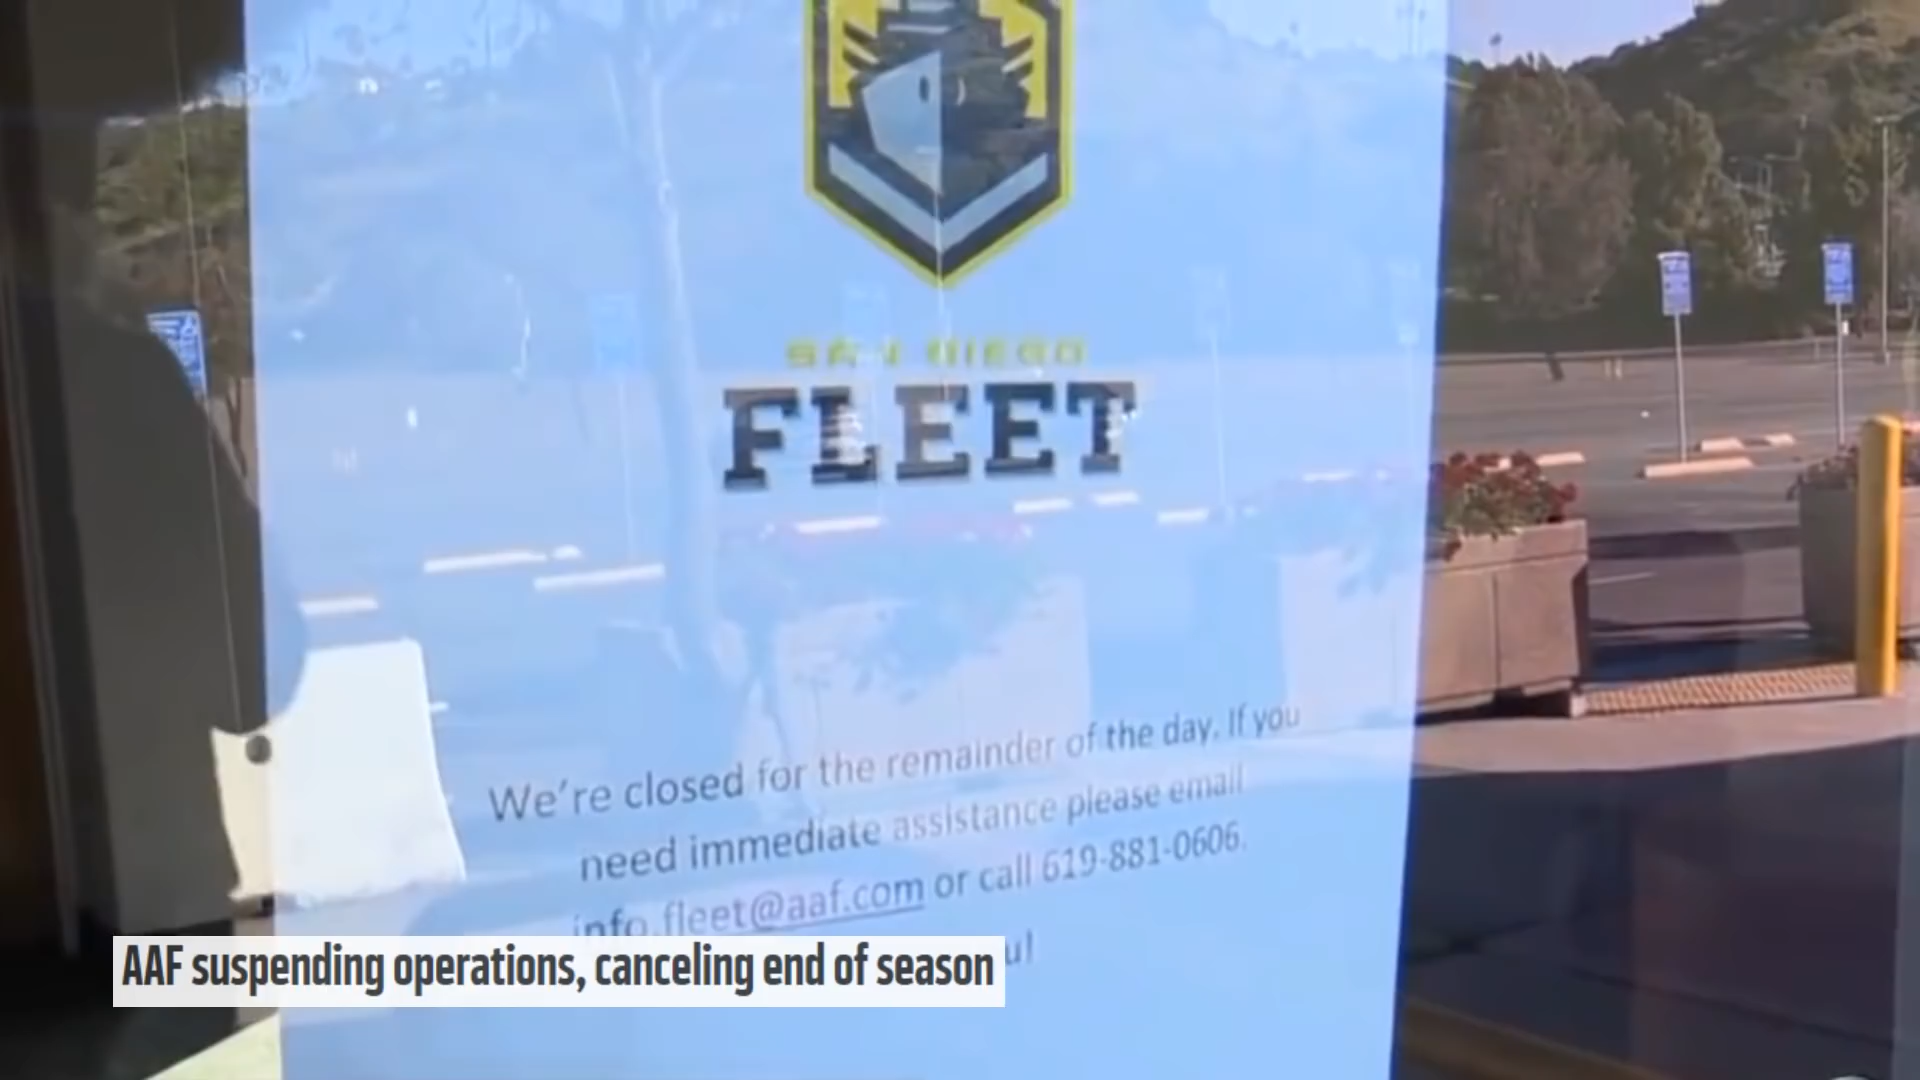 SAN DIEGO
FLEET
We're closed for the remainder of the day. If you
need immediate assistance please email
info.fleet@aaf.com or call 619-881-0606.
AAF suspending operations, canceling end of season